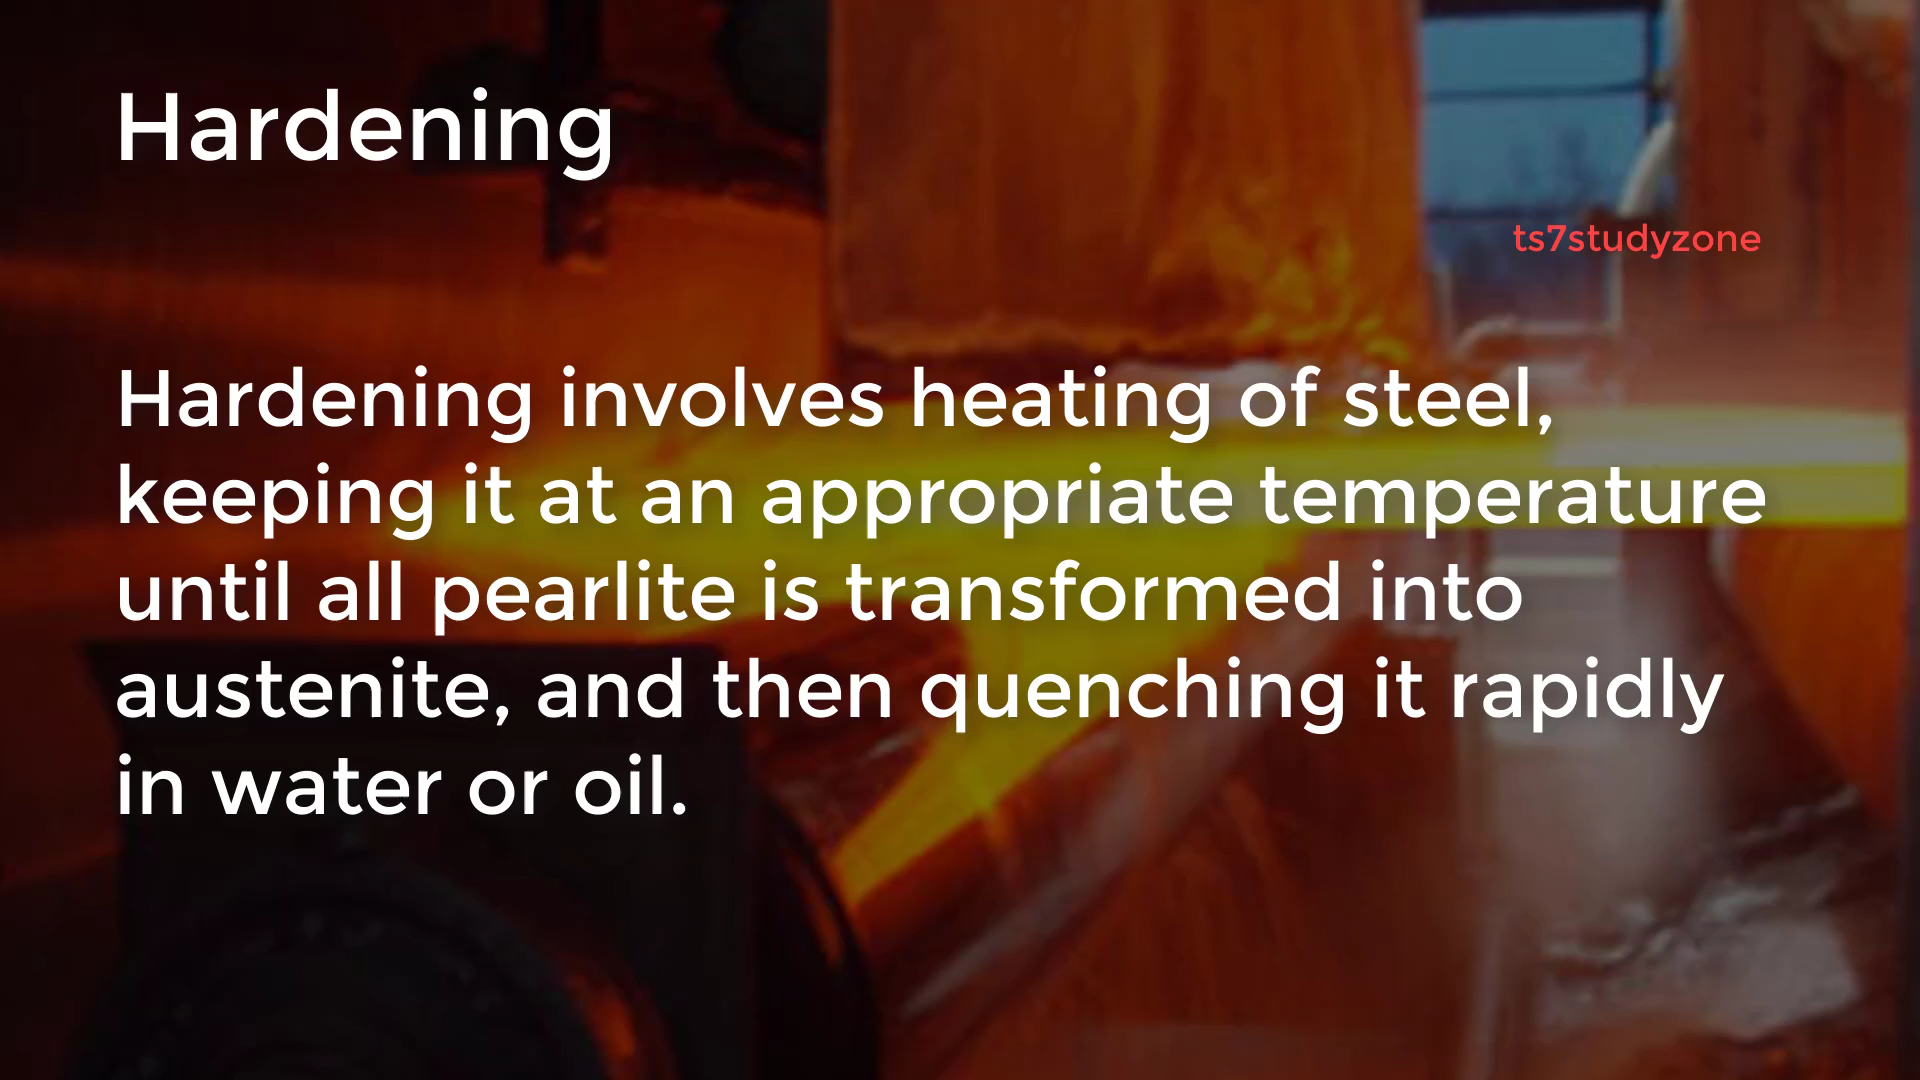 Hardening
ts7studyzone
Hardening involves heating of steel,
keeping it at an appropriate temperature
until all pearlite is transformed into
austenite, and then quenching it rapidly
in water or oil.